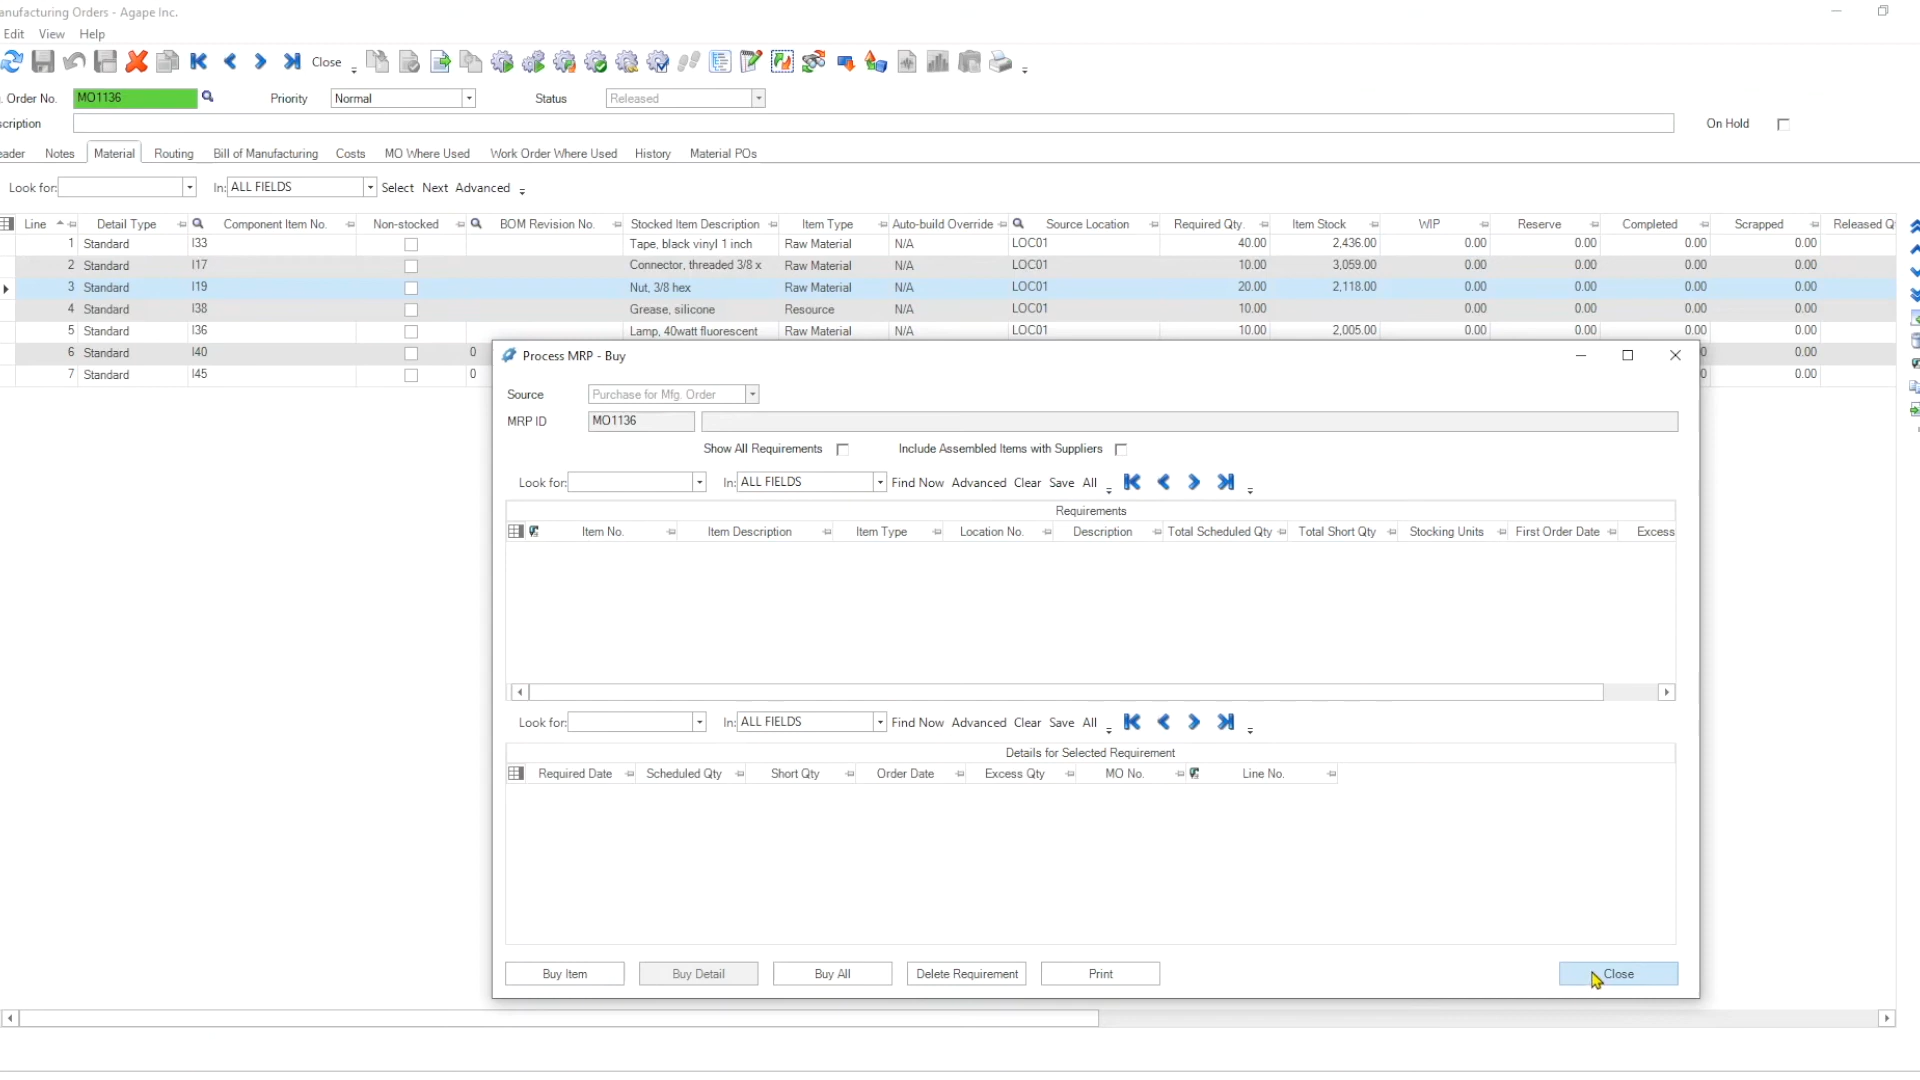 anufacturing Orders - Agape Inc.
Edit View Help
Close
. Order No. MO1136 Priority Normal Status Released
scription On Hold
eader Notes Material Routing Bill of Manufacturing Costs MO Where Used Work Order Where Used History Material POs
Look for: In: ALL FIELDS Select Next Advanced
Line Detail Type Component Item No. Non-stocked BOM Revision No. Stocked Item Description Item Type Auto-build Override Source Location Required Qty. Item Stock WIP Reserve Completed Scrapped Released Q
1 Standard I33 Tape, black vinyl 1 inch Raw Material N/A LOC01 40.00 2,436.00 0.00 0.00 0.00 0.00
2 Standard I17 Connector, threaded 3/8 x Raw Material N/A LOC01 10.00 3,059.00 0.00 0.00 0.00 0.00
3 Standard I19 Nut, 3/8 hex Raw Material N/A LOC01 20.00 2,118.00 0.00 0.00 0.00 0.00
4 Standard I38 Grease, silicone Resource N/A LOC01 10.00 0.00 0.00 0.00 0.00
5 Standard I36 Lamp, 40watt fluorescent Raw Material N/A LOC01 10.00 2,005.00 0.00 0.00 0.00 0.00
6 Standard I40 0 0 0.00
7 Standard I45 0 0 0.00
Process MRP - Buy
Source Purchase for Mfg. Order
MRP ID MO1136
Show All Requirements Include Assembled Items with Suppliers
Look for: In: ALL FIELDS Find Now Advanced Clear Save All
Requirements
Item No. Item Description Item Type Location No. Description Total Scheduled Qty Total Short Qty Stocking Units First Order Date Excess
Look for: In: ALL FIELDS Find Now Advanced Clear Save All
Details for Selected Requirement
Required Date Scheduled Qty Short Qty Order Date Excess Qty MO No. Line No.
Buy Item Buy Detail Buy All Delete Requirement Print Close